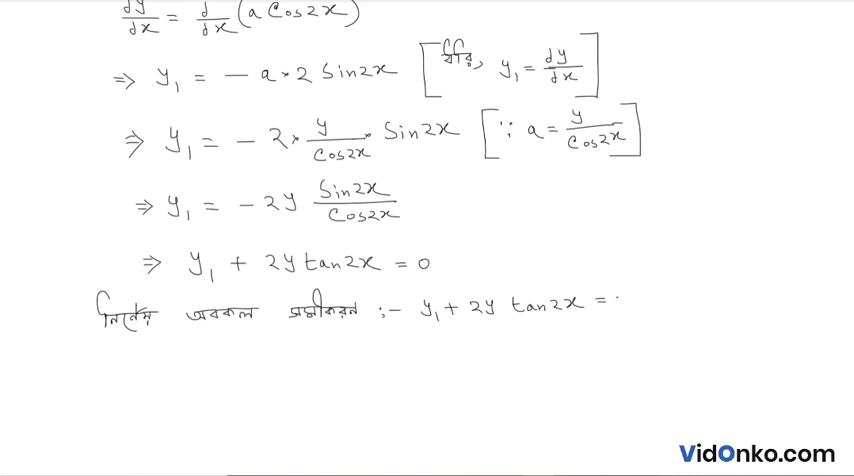 dy/dx = d/dx (a cos2x)
⇒ y₁ = - a × 2 sin2x [ধরি, y₁ = dy/dx]
⇒ y₁ = - 2 × y/cos2x × sin2x [∵ a = y/cos2x]
⇒ y₁ = - 2y sin2x/cos2x
⇒ y₁ + 2y tan2x = 0
নির্ণেয় অবকল সমীকরণ :- y₁ + 2y tan2x =
VidOnko.com